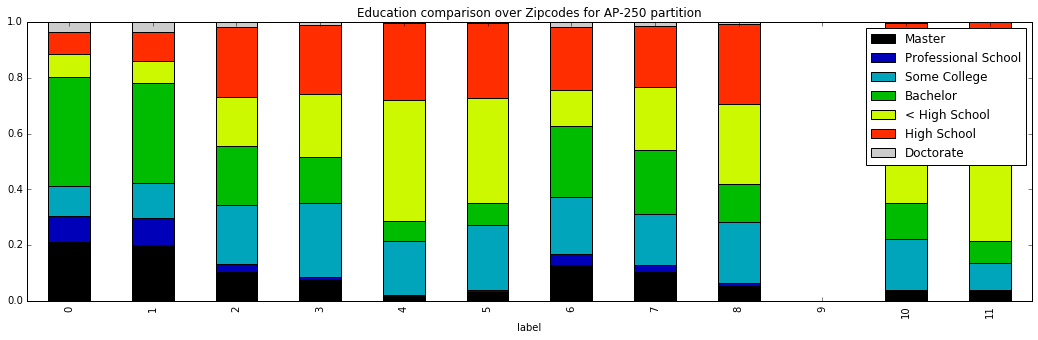 Education comparison over Zipcodes for AP-250 partition
1.0
0.8
0.6
0.4
0.2
0.0
Master
Professional School
Some College
Bachelor
< High School
High School
Doctorate
0 1 2 3 4 5 6 7 8 9 10 11
label